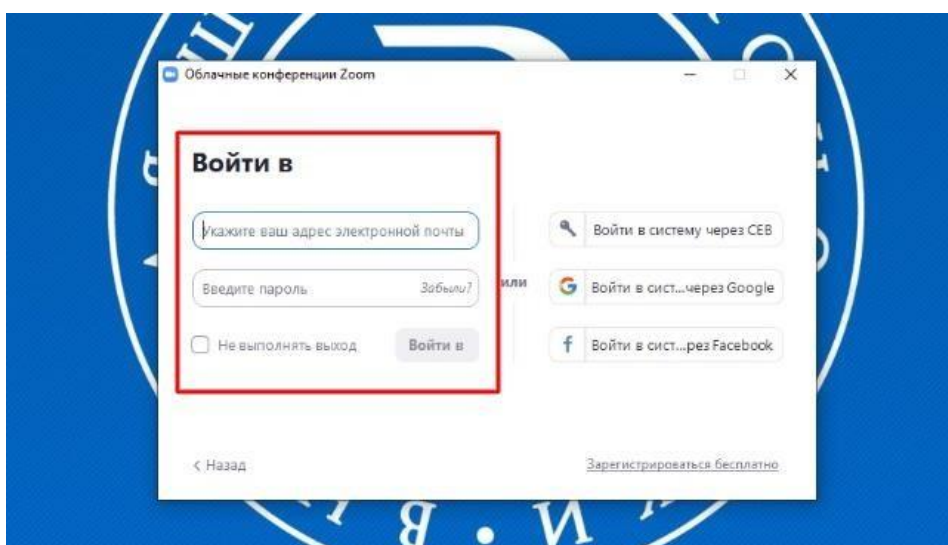 Облачные конференции Zoom
Войти в
Укажите ваш адрес электронной почты
Введите пароль
Забыли?
Не выполнять выход
Войти в
или
Войти в систему через СЕВ
Войти в сист...через Google
Войти в сист...рез Facebook
Назад
Зарегистрироваться бесплатно